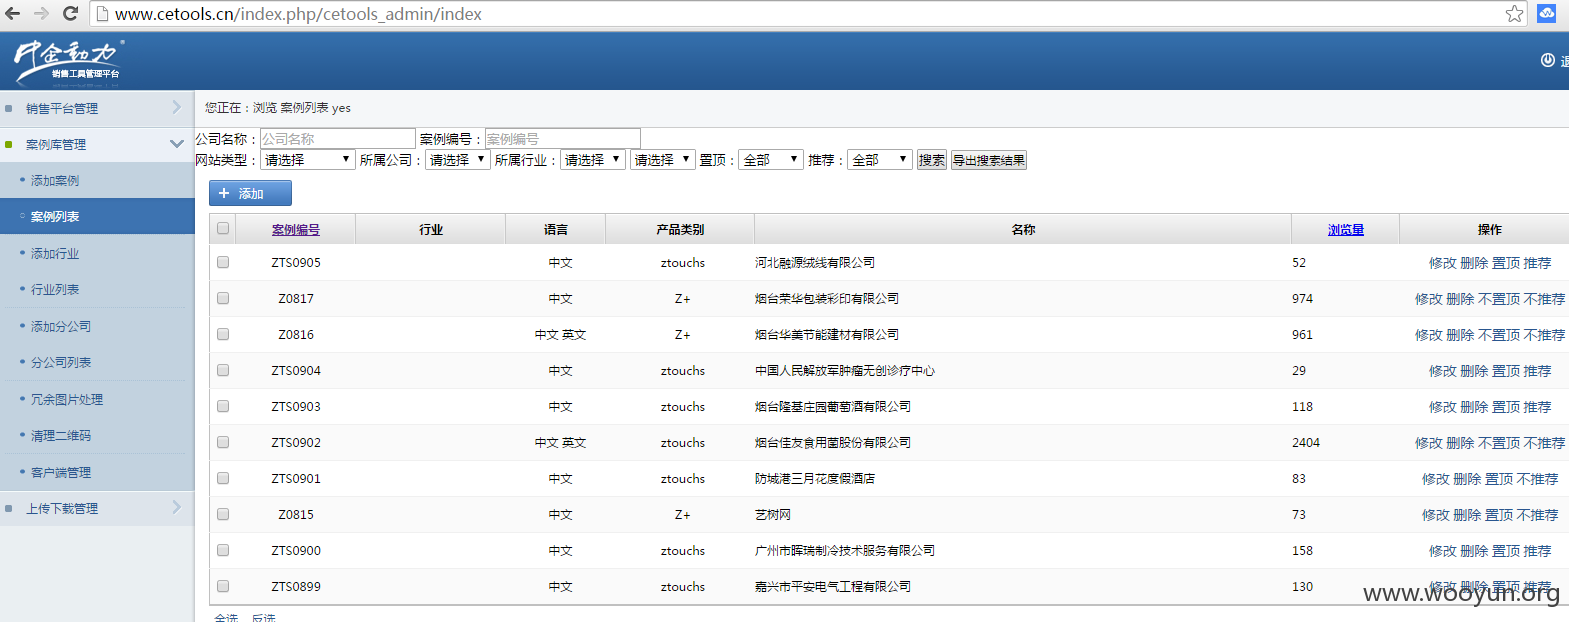 www.cetools.cn/index.php/cetools_admin/index
中企動力
销售工具管理平台
退
销售平台管理
案例库管理
添加案例
案例列表
添加行业
行业列表
添加分公司
分公司列表
冗余图片处理
清理二维码
客户端管理
上传下载管理
您正在：浏览 案例列表 yes
公司名称： 公司名称 案例编号： 案例编号
网站类型： 请选择 所属公司： 请选择 所属行业： 请选择 请选择 置顶： 全部 推荐： 全部 搜索 导出搜索结果
+ 添加
案例编号 行业 语言 产品类别 名称 浏览量 操作
ZTS0905 中文 ztouchs 河北融源绒线有限公司 52 修改 删除 置顶 推荐
Z0817 中文 Z+ 烟台荣华包装彩印有限公司 974 修改 删除 不置顶 不推荐
Z0816 中文 英文 Z+ 烟台华美节能建材有限公司 961 修改 删除 不置顶 不推荐
ZTS0904 中文 ztouchs 中国人民解放军肿瘤无创诊疗中心 29 修改 删除 置顶 推荐
ZTS0903 中文 ztouchs 烟台隆基庄园葡萄酒有限公司 118 修改 删除 置顶 推荐
ZTS0902 中文 英文 ztouchs 烟台佳友食用菌股份有限公司 2404 修改 删除 不置顶 不推荐
ZTS0901 中文 ztouchs 防城港三月花度假酒店 83 修改 删除 置顶 不推荐
Z0815 中文 Z+ 艺树网 73 修改 删除 置顶 不推荐
ZTS0900 中文 ztouchs 广州市晖瑞制冷技术服务有限公司 158 修改 删除 置顶 推荐
ZTS0899 中文 ztouchs 嘉兴市平安电气工程有限公司 130 修改 删除 置顶 推荐
全选 反选
www.wooyun.org